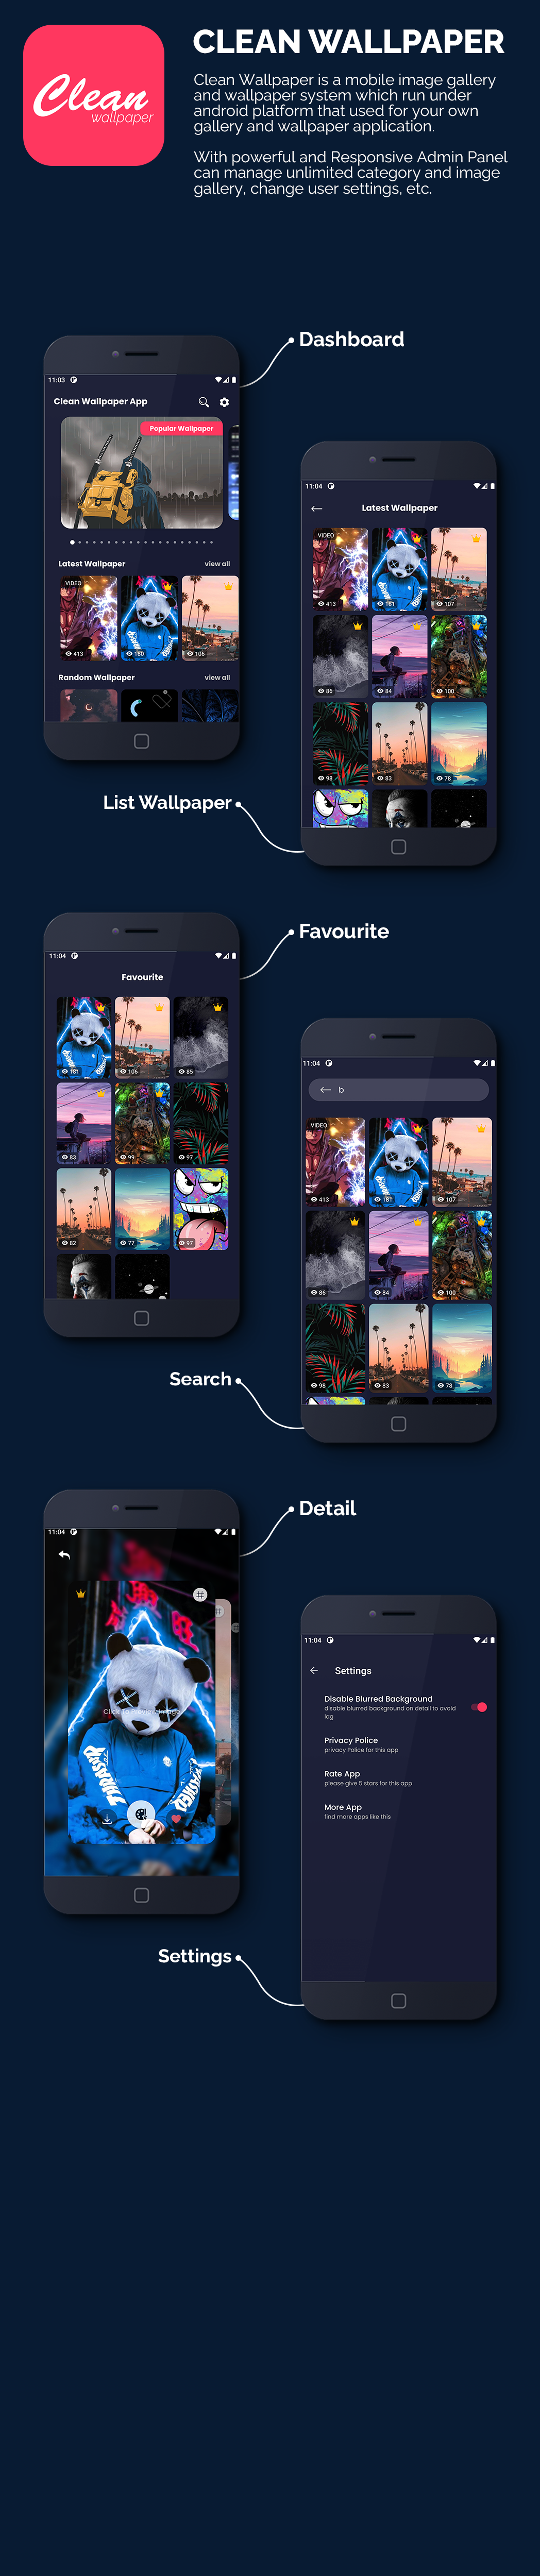 Clean
wallpaper
CLEAN WALLPAPER
Clean Wallpaper is a mobile image gallery
and wallpaper system which run under
android platform that used for your own
gallery and wallpaper application.
With powerful and Responsive Admin Panel
can manage unlimited category and image
gallery, change user settings, etc.
Dashboard
11:03
Clean Wallpaper App
Popular Wallpaper
Latest Wallpaper view all
VIDEO
413 180 106
Random Wallpaper view all
List Wallpaper
11:04
Latest Wallpaper
VIDEO
413 181 107
86 84 100
98 83 78
Favourite
11:04
Favourite
181 106 85
83 99 97
82 77 97
Search
11:04
b
VIDEO
413 181 107
86 84 100
98 83 78
Detail
11:04
THRASH
Settings
11:04
Settings
Disable Blurred Background
disable blurred background on detail to avoid
lag
Privacy Police
privacy Police for this app
Rate App
please give 5 stars for this app
More App
find more apps like this